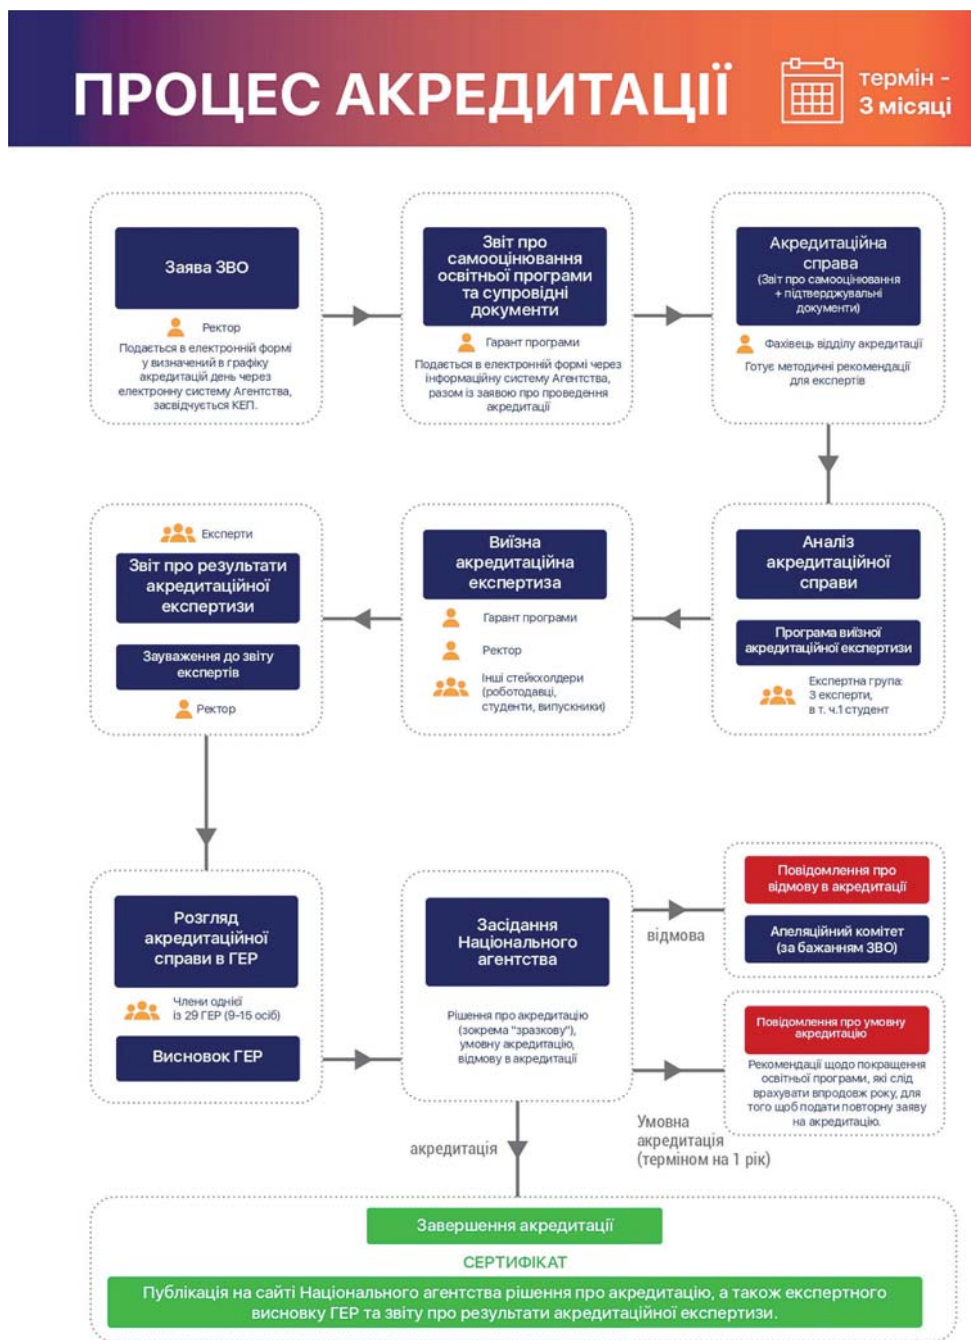 ПРОЦЕС АКРЕДИТАЦІЇ
термін -
3 місяці
Заява ЗВО
Ректор
Подається в електронній формі
у визначений в графіку
акредитацій день через
електронну систему Агентства,
засвідчується КЕП.
Звіт про
самооцінювання
освітньої програми
та супровідні
документи
Гарант програми
Подається в електронній формі через
інформаційну систему Агентства,
разом із заявою про проведення
акредитації
Акредитаційна
справа
(Звіт про самооцінювання
+ підтверджувальні
документи)
Фахівець відділу акредитації
Готує методичні рекомендації
для експертів
Експерти
Звіт про результати
акредитаційної
експертизи
Зауваження до звіту
експертів
Ректор
Виїзна
акредитаційна
експертиза
Гарант програми
Ректор
Інші стейкхолдери
(роботодавці,
студенти, випускники)
Аналіз
акредитаційної
справи
Програма виїзної
акредитаційної експертизи
Експертна група:
3 експерти,
в т. ч.1 студент
Розгляд
акредитаційної
справи в ГЕР
Члени однієї
із 29 ГЕР (9-15 осіб)
Висновок ГЕР
Засідання
Національного
агентства
Рішення про акредитацію
(зокрема "зразкову"),
умовну акредитацію,
відмову в акредитації
відмова
Повідомлення про
відмову в акредитації
Апеляційний комітет
(за бажанням ЗВО)
Повідомлення про умовну
акредитацію
Рекомендації щодо покращення
освітньої програми, які слід
врахувати впродовж року, для
того щоб подати повторну заяву
на акредитацію.
акредитація
Умовна
акредитація
(терміном на 1 рік)
Завершення акредитації
СЕРТИФІКАТ
Публікація на сайті Національного агентства рішення про акредитацію, а також експертного
висновку ГЕР та звіту про результати акредитаційної експертизи.